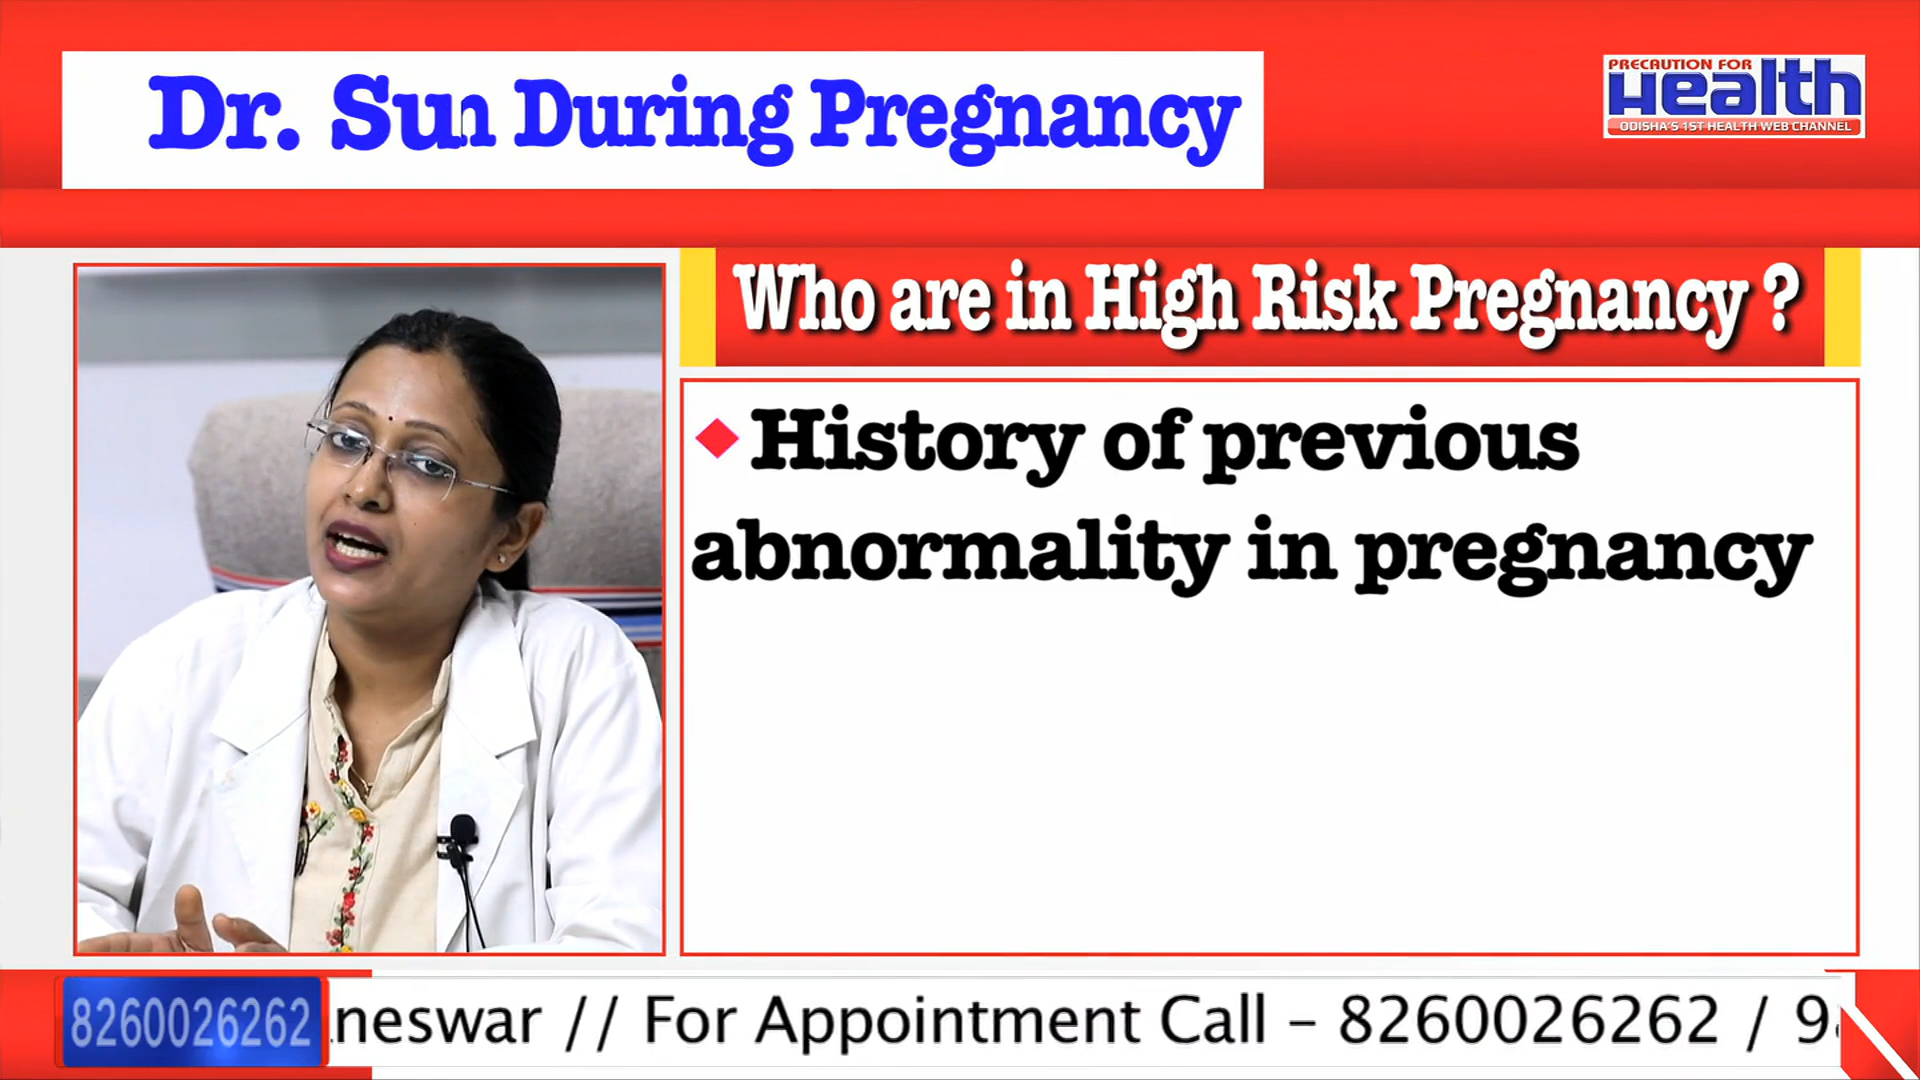 Dr. Sun During Pregnancy
PRECAUTION FOR
Health
ODISHA'S 1ST HEALTH WEB CHANNEL
Who are in High Risk Pregnancy ?
History of previous
abnormality in pregnancy
8260026262
neswar // For Appointment Call - 8260026262 / 9